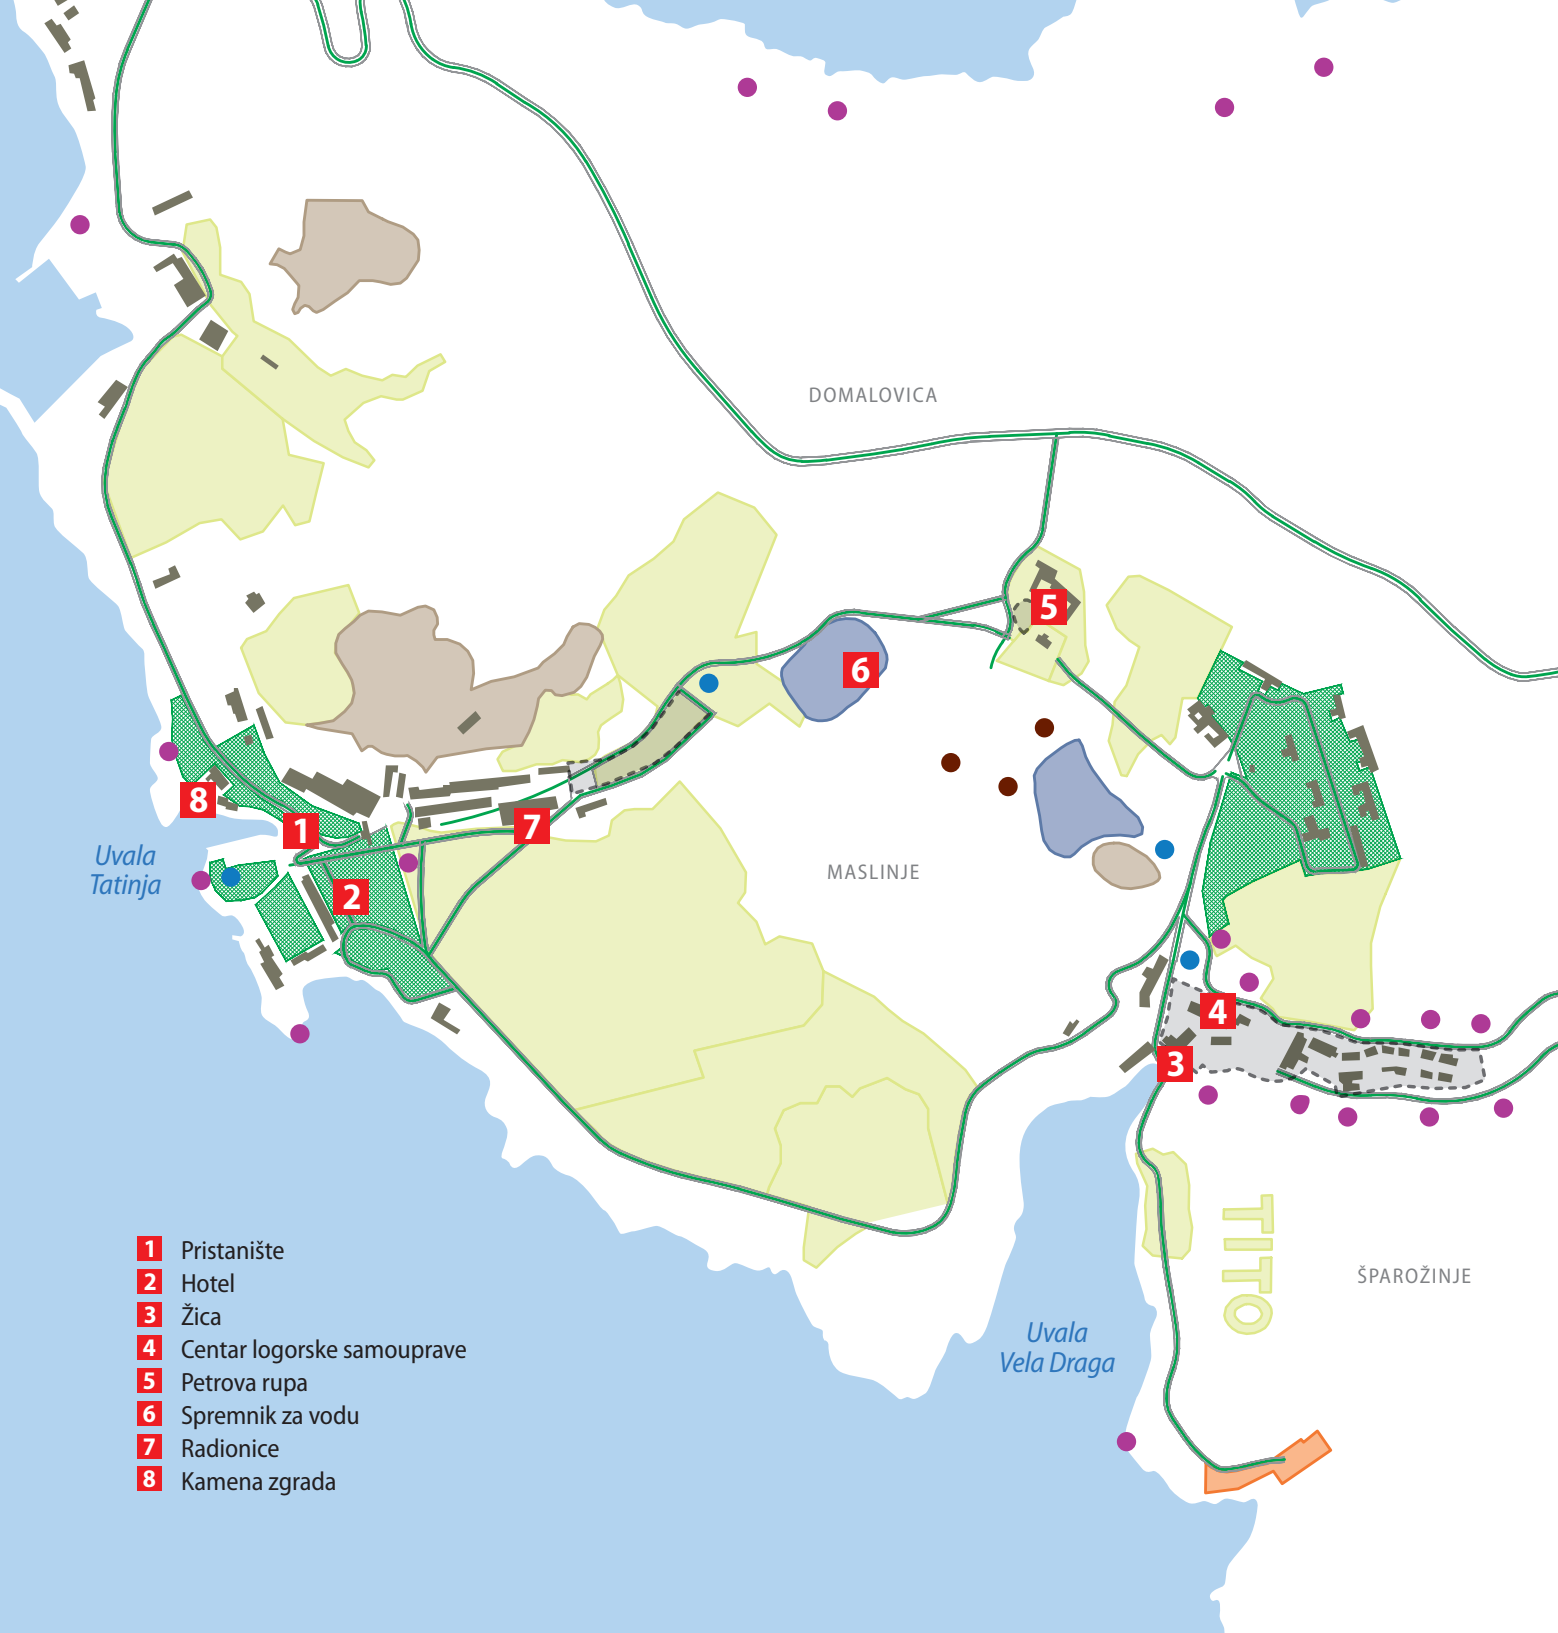 DOMALOVICA
5
6
8
1
7
Uvala
Tatinja
2
MASLINJE
4
3
TITO
ŠPAROŽINJE
Uvala
Vela Draga
1 Pristanište
2 Hotel
3 Žica
4 Centar logorske samouprave
5 Petrova rupa
6 Spremnik za vodu
7 Radionice
8 Kamena zgrada